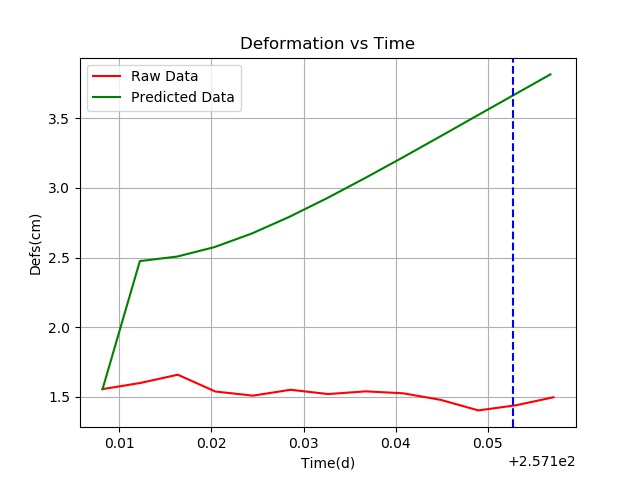 Deformation vs Time
Raw Data
Predicted Data
Defs(cm)
3.5
3.0
2.5
2.0
1.5
0.01 0.02 0.03 0.04 0.05
Time(d)
+2.571e2